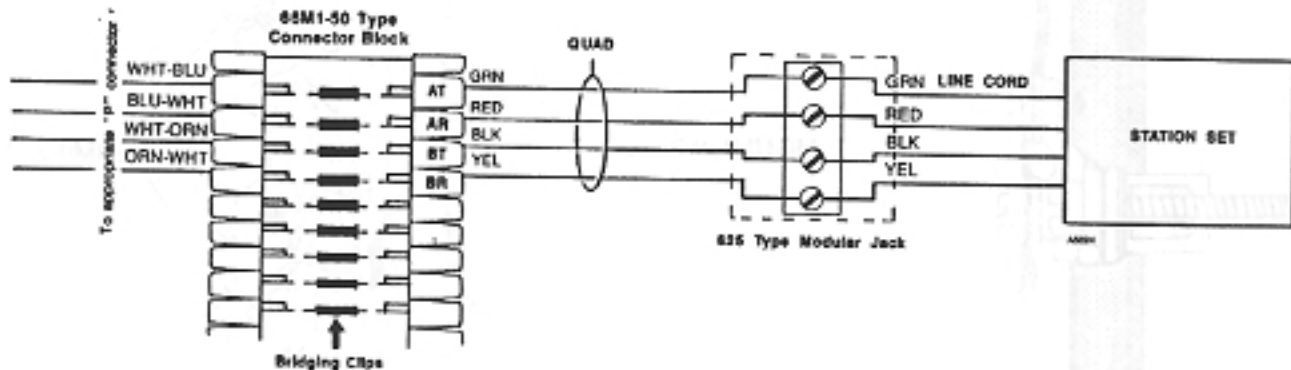 66M1-50 Type
Connector Block
To appropriate "P" connector
WHT-BLU
BLU-WHT
WHT-ORN
ORN-WHT
AT
AR
BT
BR
GRN
RED
BLK
YEL
QUAD
GRN LINE CORD
RED
BLK
YEL
625 Type Modular Jack
STATION SET
Bridging Clips